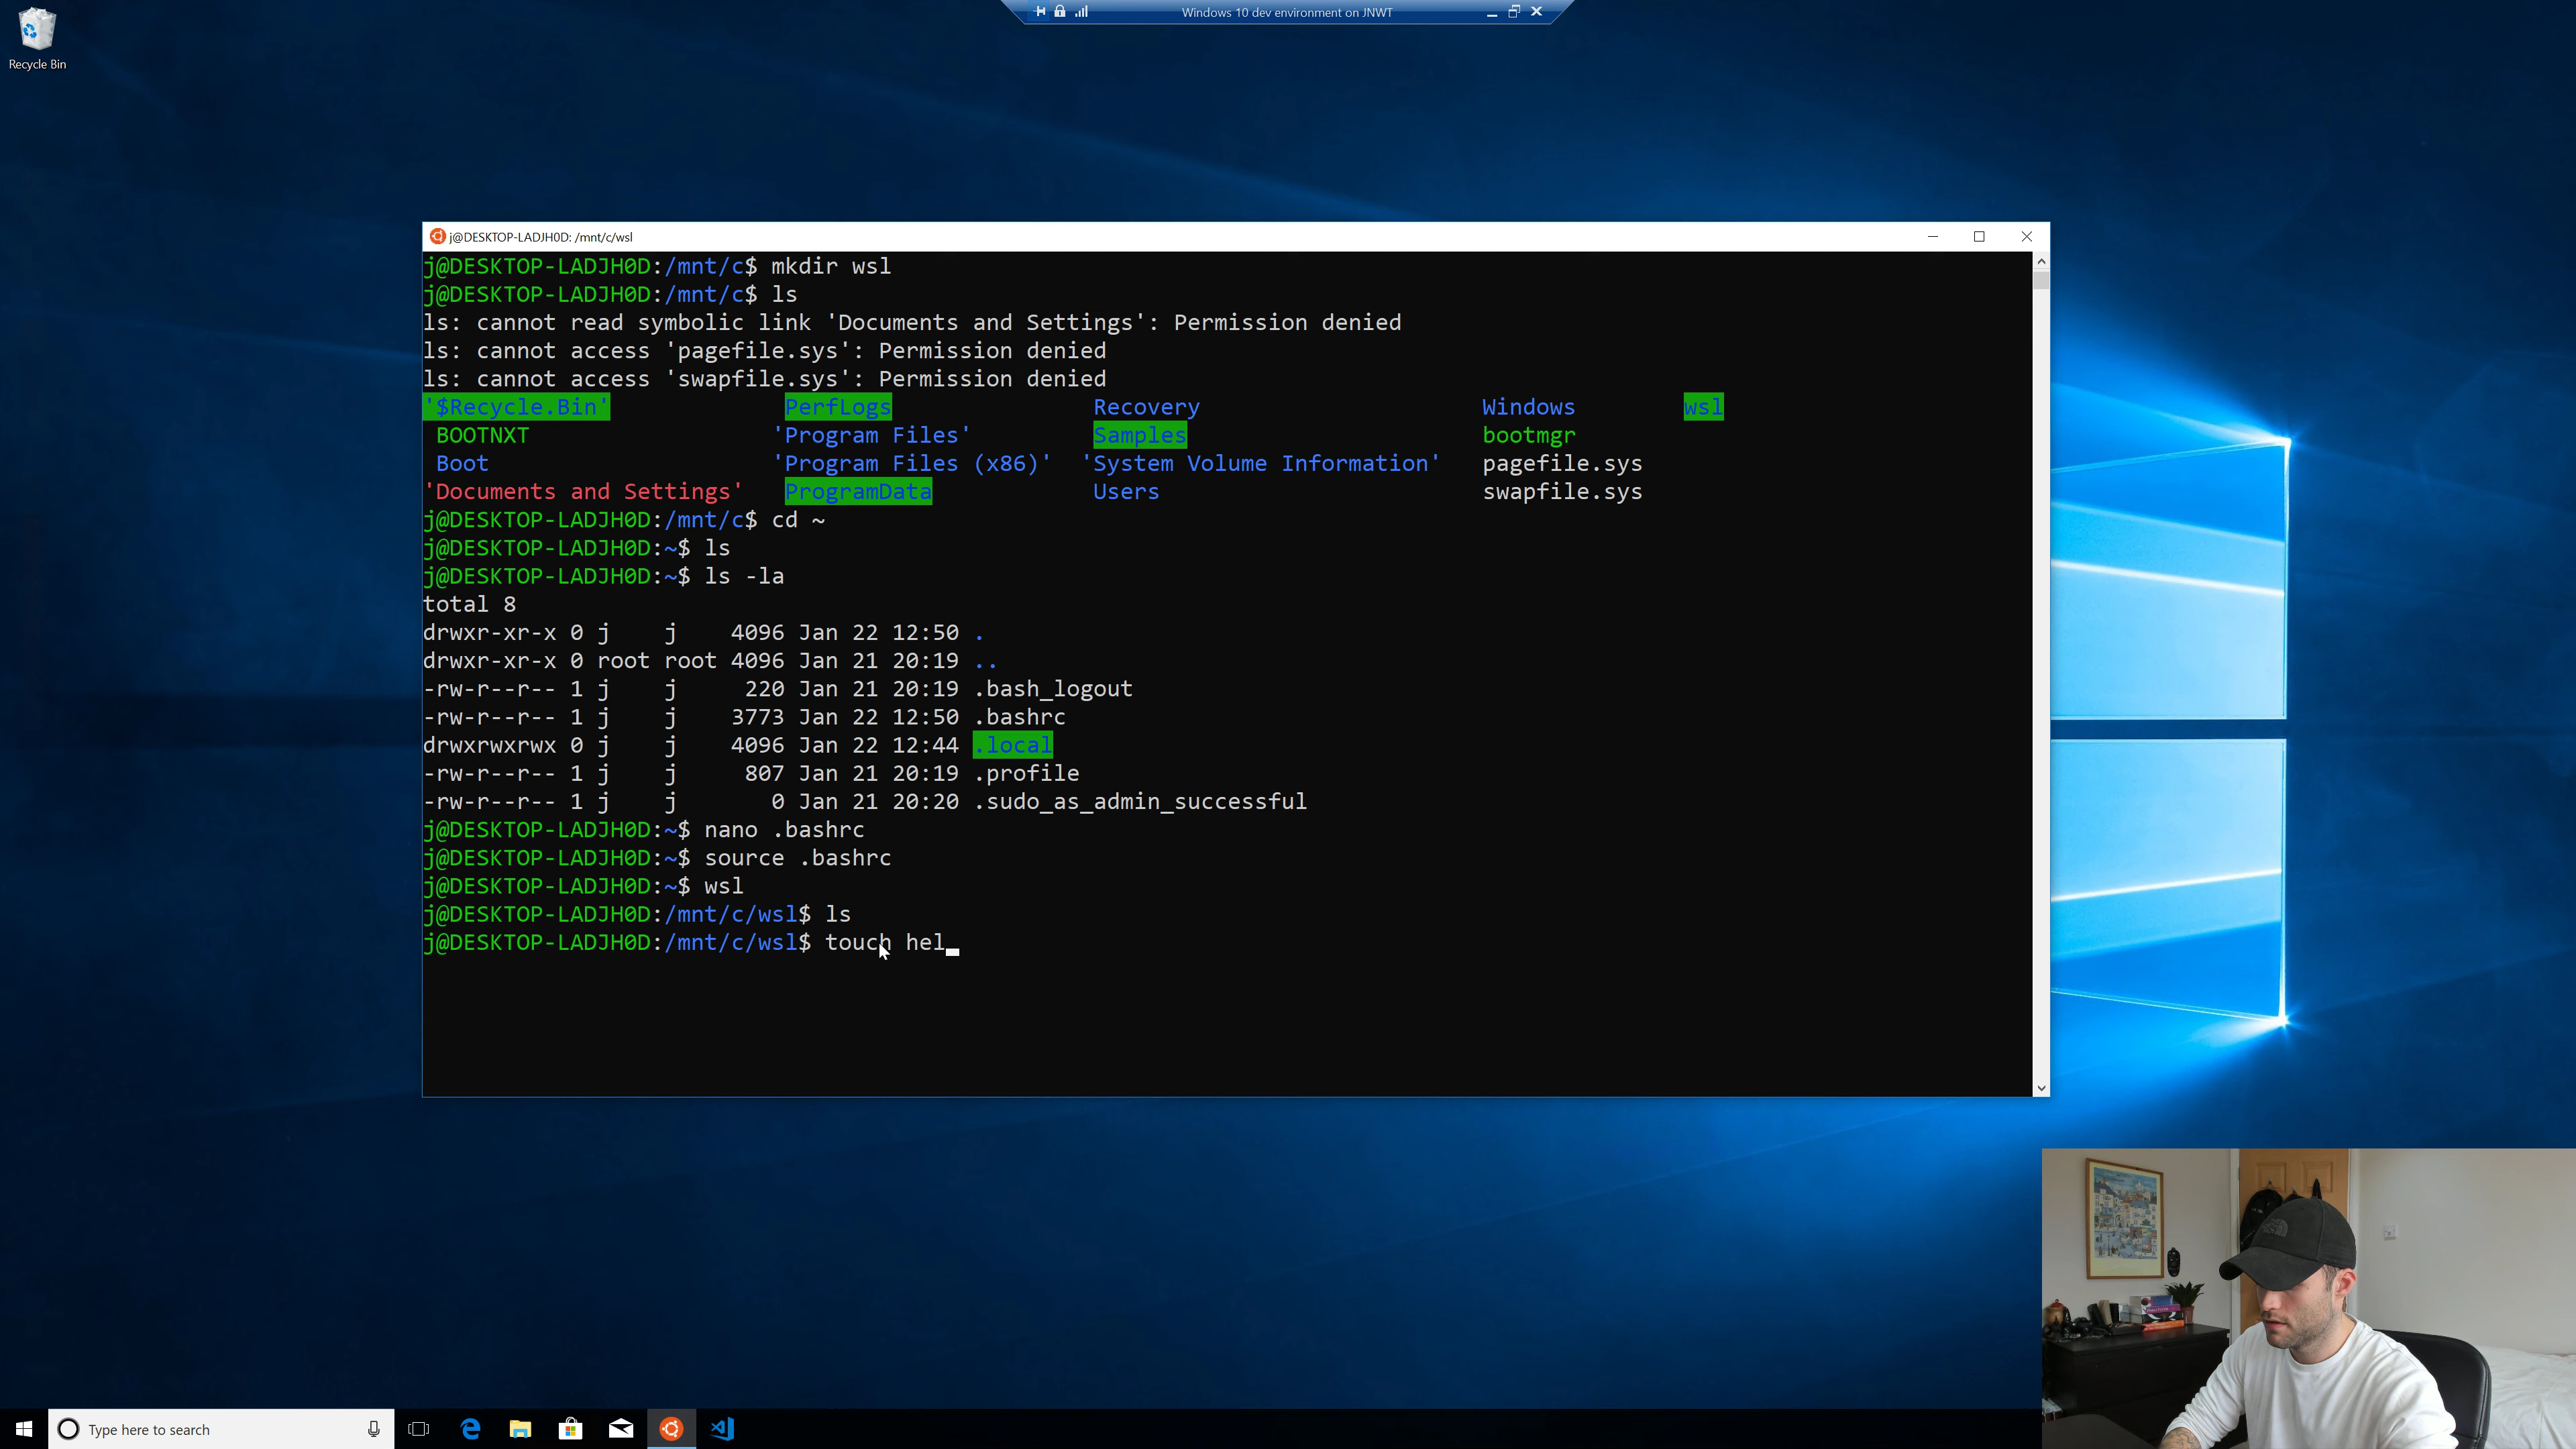 Windows 10 dev environment on JNWT
Recycle Bin
j@DESKTOP-LADJH0D: /mnt/c/wsl
j@DESKTOP-LADJH0D:/mnt/c$ mkdir wsl
j@DESKTOP-LADJH0D:/mnt/c$ ls
ls: cannot read symbolic link 'Documents and Settings': Permission denied
ls: cannot access 'pagefile.sys': Permission denied
ls: cannot access 'swapfile.sys': Permission denied
'$Recycle.Bin' PerfLogs Recovery Windows wsl
BOOTNXT 'Program Files' Samples bootmgr
Boot 'Program Files (x86)' 'System Volume Information' pagefile.sys
'Documents and Settings' ProgramData Users swapfile.sys
j@DESKTOP-LADJH0D:/mnt/c$ cd ~
j@DESKTOP-LADJH0D:~$ ls
j@DESKTOP-LADJH0D:~$ ls -la
total 8
drwxr-xr-x 0 j j 4096 Jan 22 12:50 .
drwxr-xr-x 0 root root 4096 Jan 21 20:19 ..
-rw-r--r-- 1 j j 220 Jan 21 20:19 .bash_logout
-rw-r--r-- 1 j j 3773 Jan 22 12:50 .bashrc
drwxrwxrwx 0 j j 4096 Jan 22 12:44 .local
-rw-r--r-- 1 j j 807 Jan 21 20:19 .profile
-rw-r--r-- 1 j j 0 Jan 21 20:20 .sudo_as_admin_successful
j@DESKTOP-LADJH0D:~$ nano .bashrc
j@DESKTOP-LADJH0D:~$ source .bashrc
j@DESKTOP-LADJH0D:~$ wsl
j@DESKTOP-LADJH0D:/mnt/c/wsl$ ls
j@DESKTOP-LADJH0D:/mnt/c/wsl$ touch hel
Type here to search